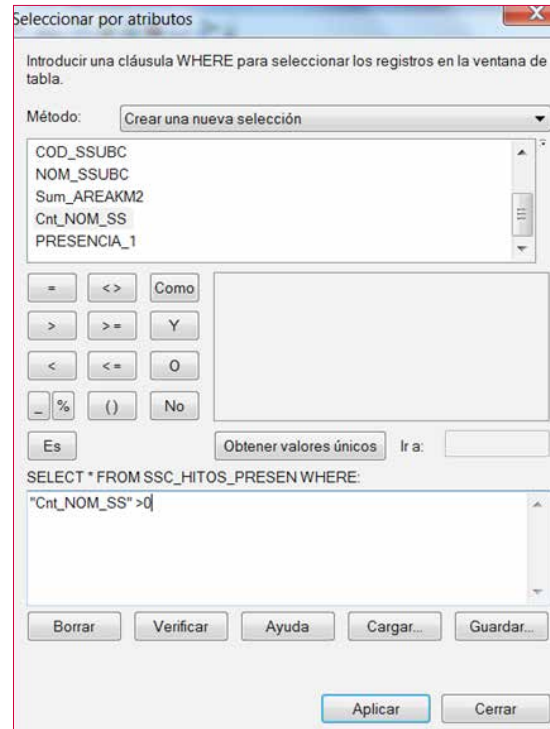 Seleccionar por atributos
Introducir una cláusula WHERE para seleccionar los registros en la ventana de
tabla.
Método: Crear una nueva selección
COD_SSUBC
NOM_SSUBC
Sum_AREAKM2
Cnt_NOM_SS
PRESENCIA_1
= <> Como
> >= Y
< <= O
_ % () No
Es Obtener valores únicos Ir a:
SELECT * FROM SSC_HITOS_PRESEN WHERE:
"Cnt_NOM_SS" >0
Borrar Verificar Ayuda Cargar... Guardar...
Aplicar Cerrar